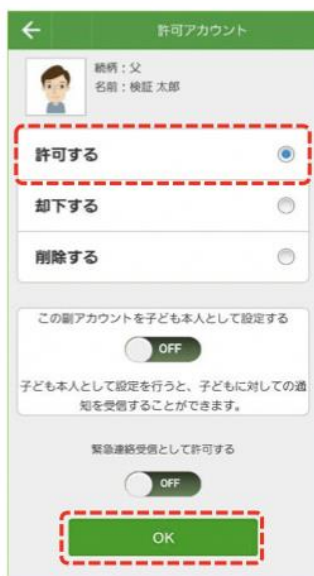 許可アカウント
続柄：父
名前：検証 太郎
許可する
却下する
削除する
この副アカウントを子ども本人として設定する
OFF
子ども本人として設定を行うと、子どもに対しての通
知を受信することができます。
緊急連絡受信として許可する
OFF
OK